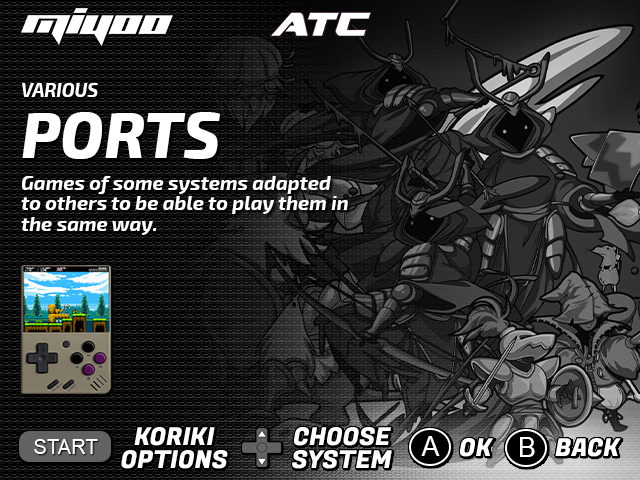 miyoo ATC
VARIOUS
PORTS
Games of some systems adapted
to others to be able to play them in
the same way.
START KORIKI OPTIONS CHOOSE SYSTEM A OK B BACK